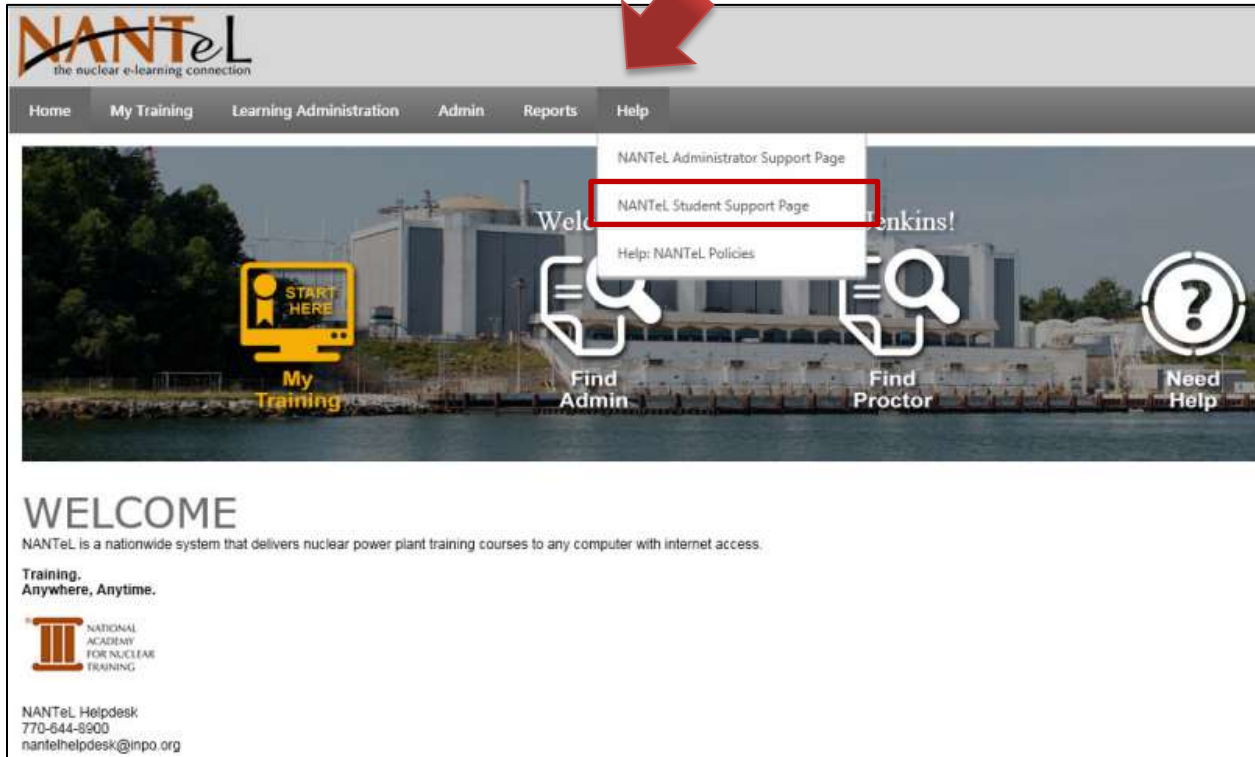 NANTeL
the nuclear e-learning connection
Home My Training Learning Administration Admin Reports Help
NANTeL Administrator Support Page
NANTeL Student Support Page
Help: NANTeL Policies
Jenkins!
START
HERE
My
Training
Find
Admin
Find
Proctor
?
Need
Help
WELCOME
NANTeL is a nationwide system that delivers nuclear power plant training courses to any computer with internet access.
Training.
Anywhere, Anytime.
NATIONAL
ACADEMY
FOR NUCLEAR
TRAINING
NANTeL Helpdesk
770-644-8900
nantelhelpdesk@inpo.org